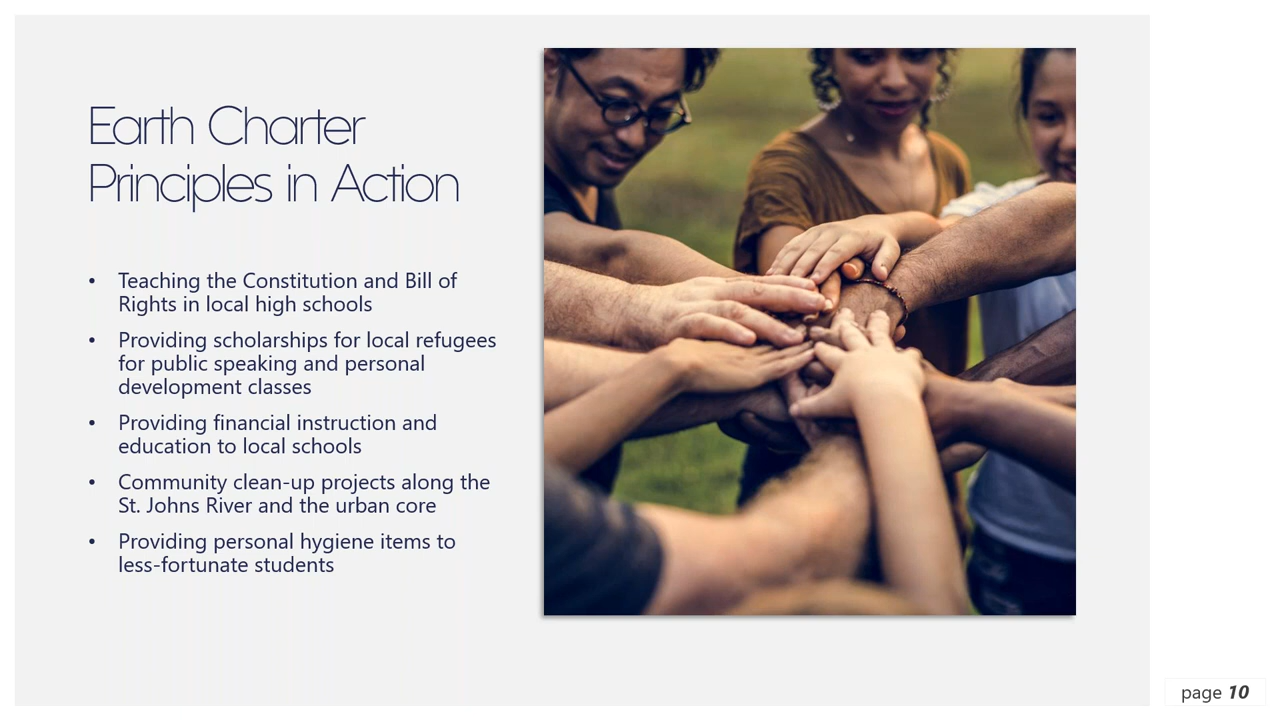 Earth Charter
Principles in Action
• Teaching the Constitution and Bill of
Rights in local high schools
• Providing scholarships for local refugees
for public speaking and personal
development classes
• Providing financial instruction and
education to local schools
• Community clean-up projects along the
St. Johns River and the urban core
• Providing personal hygiene items to
less-fortunate students
page 10